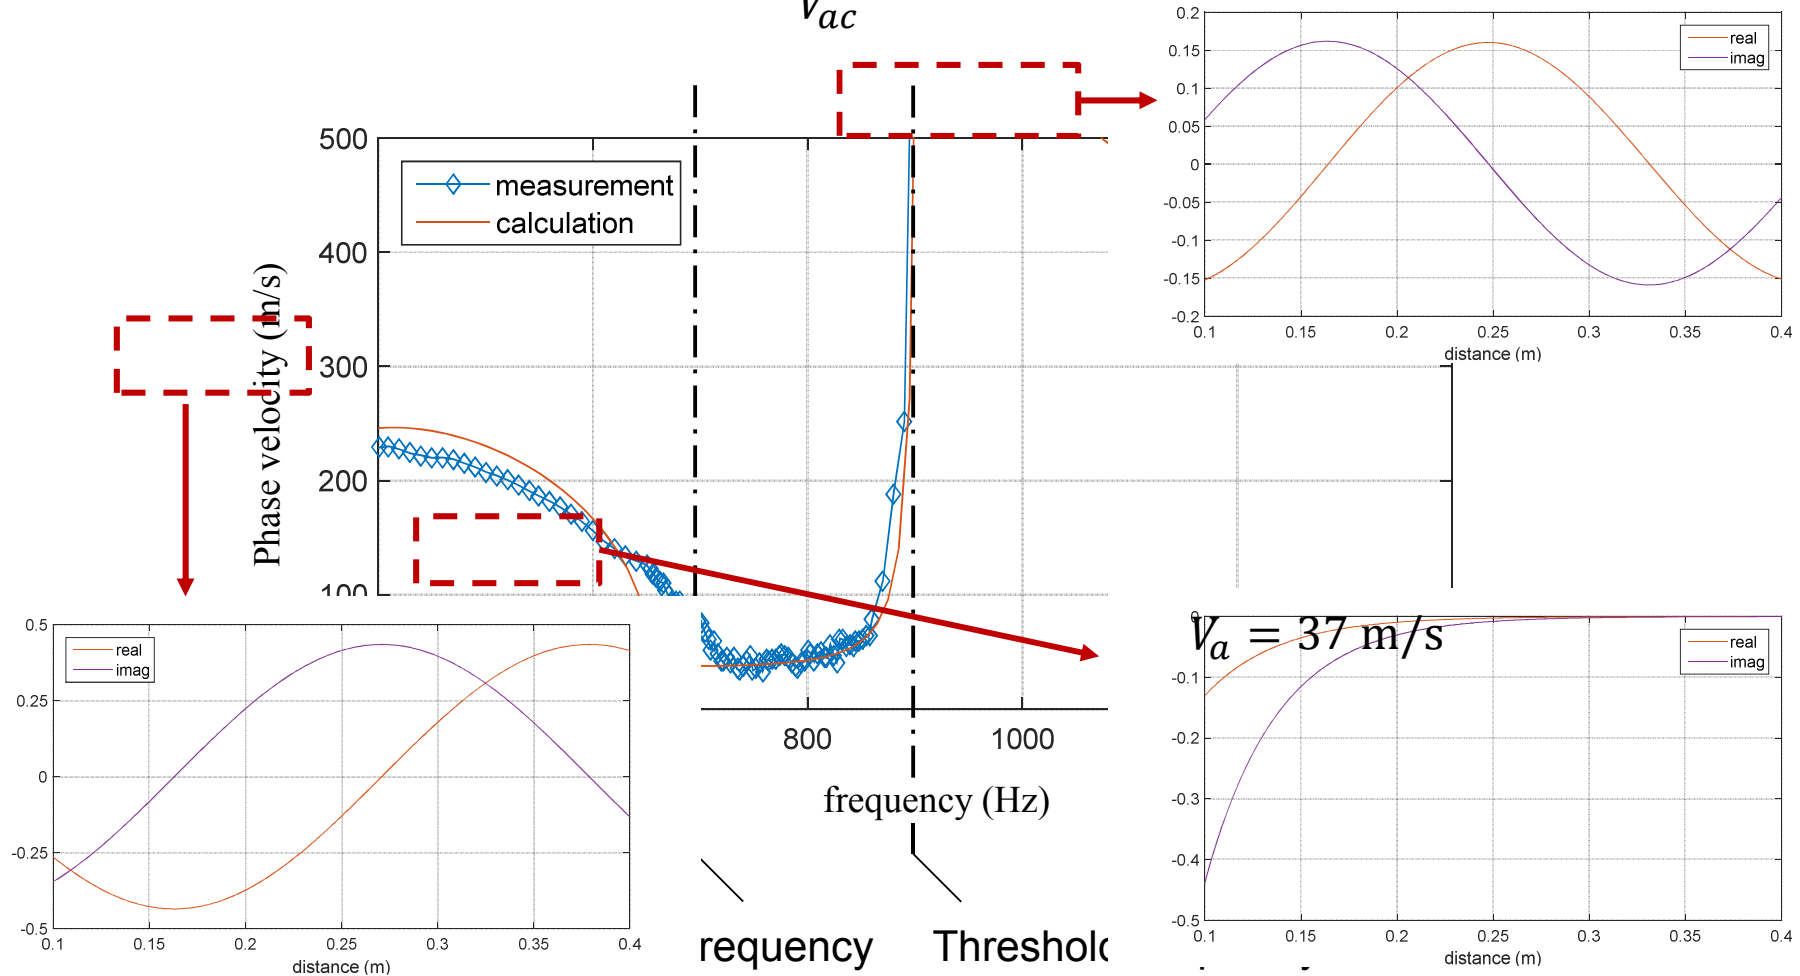 V_ac
0.2
0.15
0.1
0.05
0
-0.05
-0.1
-0.15
-0.2
real
imag
0.1 0.15 0.2 0.25 0.3 0.35 0.4
distance (m)
500
400
300
200
100
measurement
calculation
Phase velocity (m/s)
800 1000
frequency (Hz)
0.5
0.25
0
-0.25
-0.5
real
imag
0.1 0.15 0.2 0.25 0.3 0.35 0.4
distance (m)
V_a = 37 m/s
0
-0.1
-0.2
-0.3
-0.4
-0.5
real
imag
0.1 0.15 0.2 0.25 0.3 0.35 0.4
distance (m)
requency Threshold